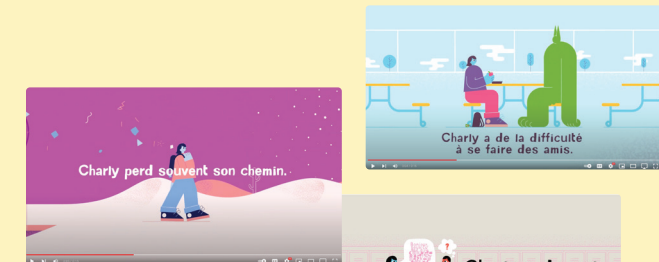 Charly perd souvent son chemin.
Charly a de la difficulté
à se faire des amis.
?